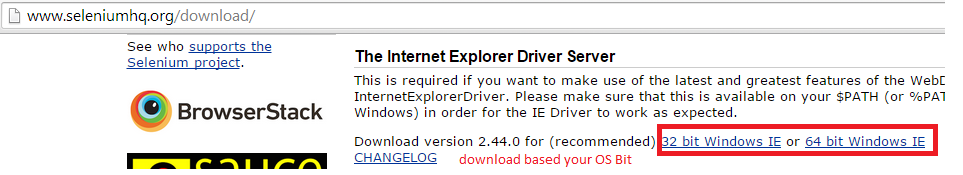 www.seleniumhq.org/download/
See who supports the
Selenium project.
BrowserStack
The Internet Explorer Driver Server
This is required if you want to make use of the latest and greatest features of the WebD
InternetExplorerDriver. Please make sure that this is available on your $PATH (or %PAT
Windows) in order for the IE Driver to work as expected.
Download version 2.44.0 for (recommended) 32 bit Windows IE or 64 bit Windows IE
CHANGELOG download based your OS Bit